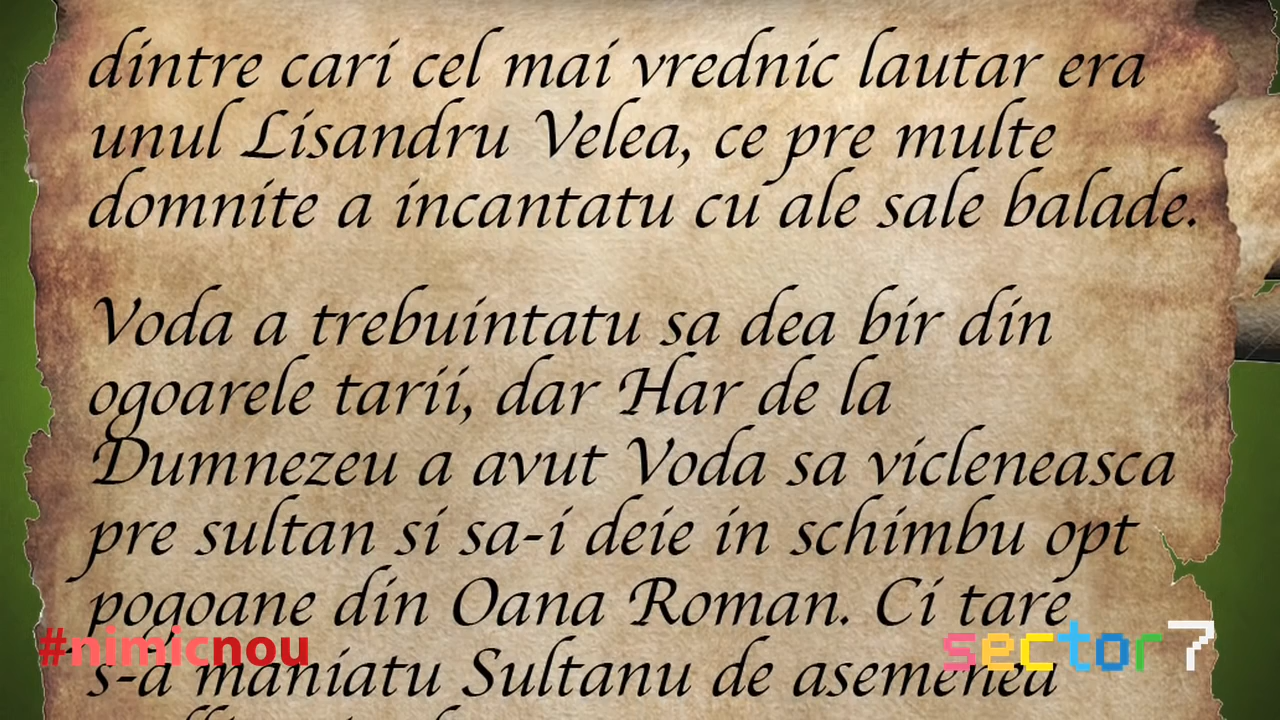 dintre cari cel mai vrednic lautar era
unul Lisandru Velea, ce pre multe
domnite a incantatu cu ale sale balade.
Voda a trebuintatu sa dea bir din
ogoarele tarii, dar Har de la
Dumnezeu a avut Voda sa vicleneasca
pre sultan si sa-i deie in schimbu opt
pogoane din Oana Roman. Ci tare
s-a maniatu Sultanu de asemenea
#nimicnou
sector 7